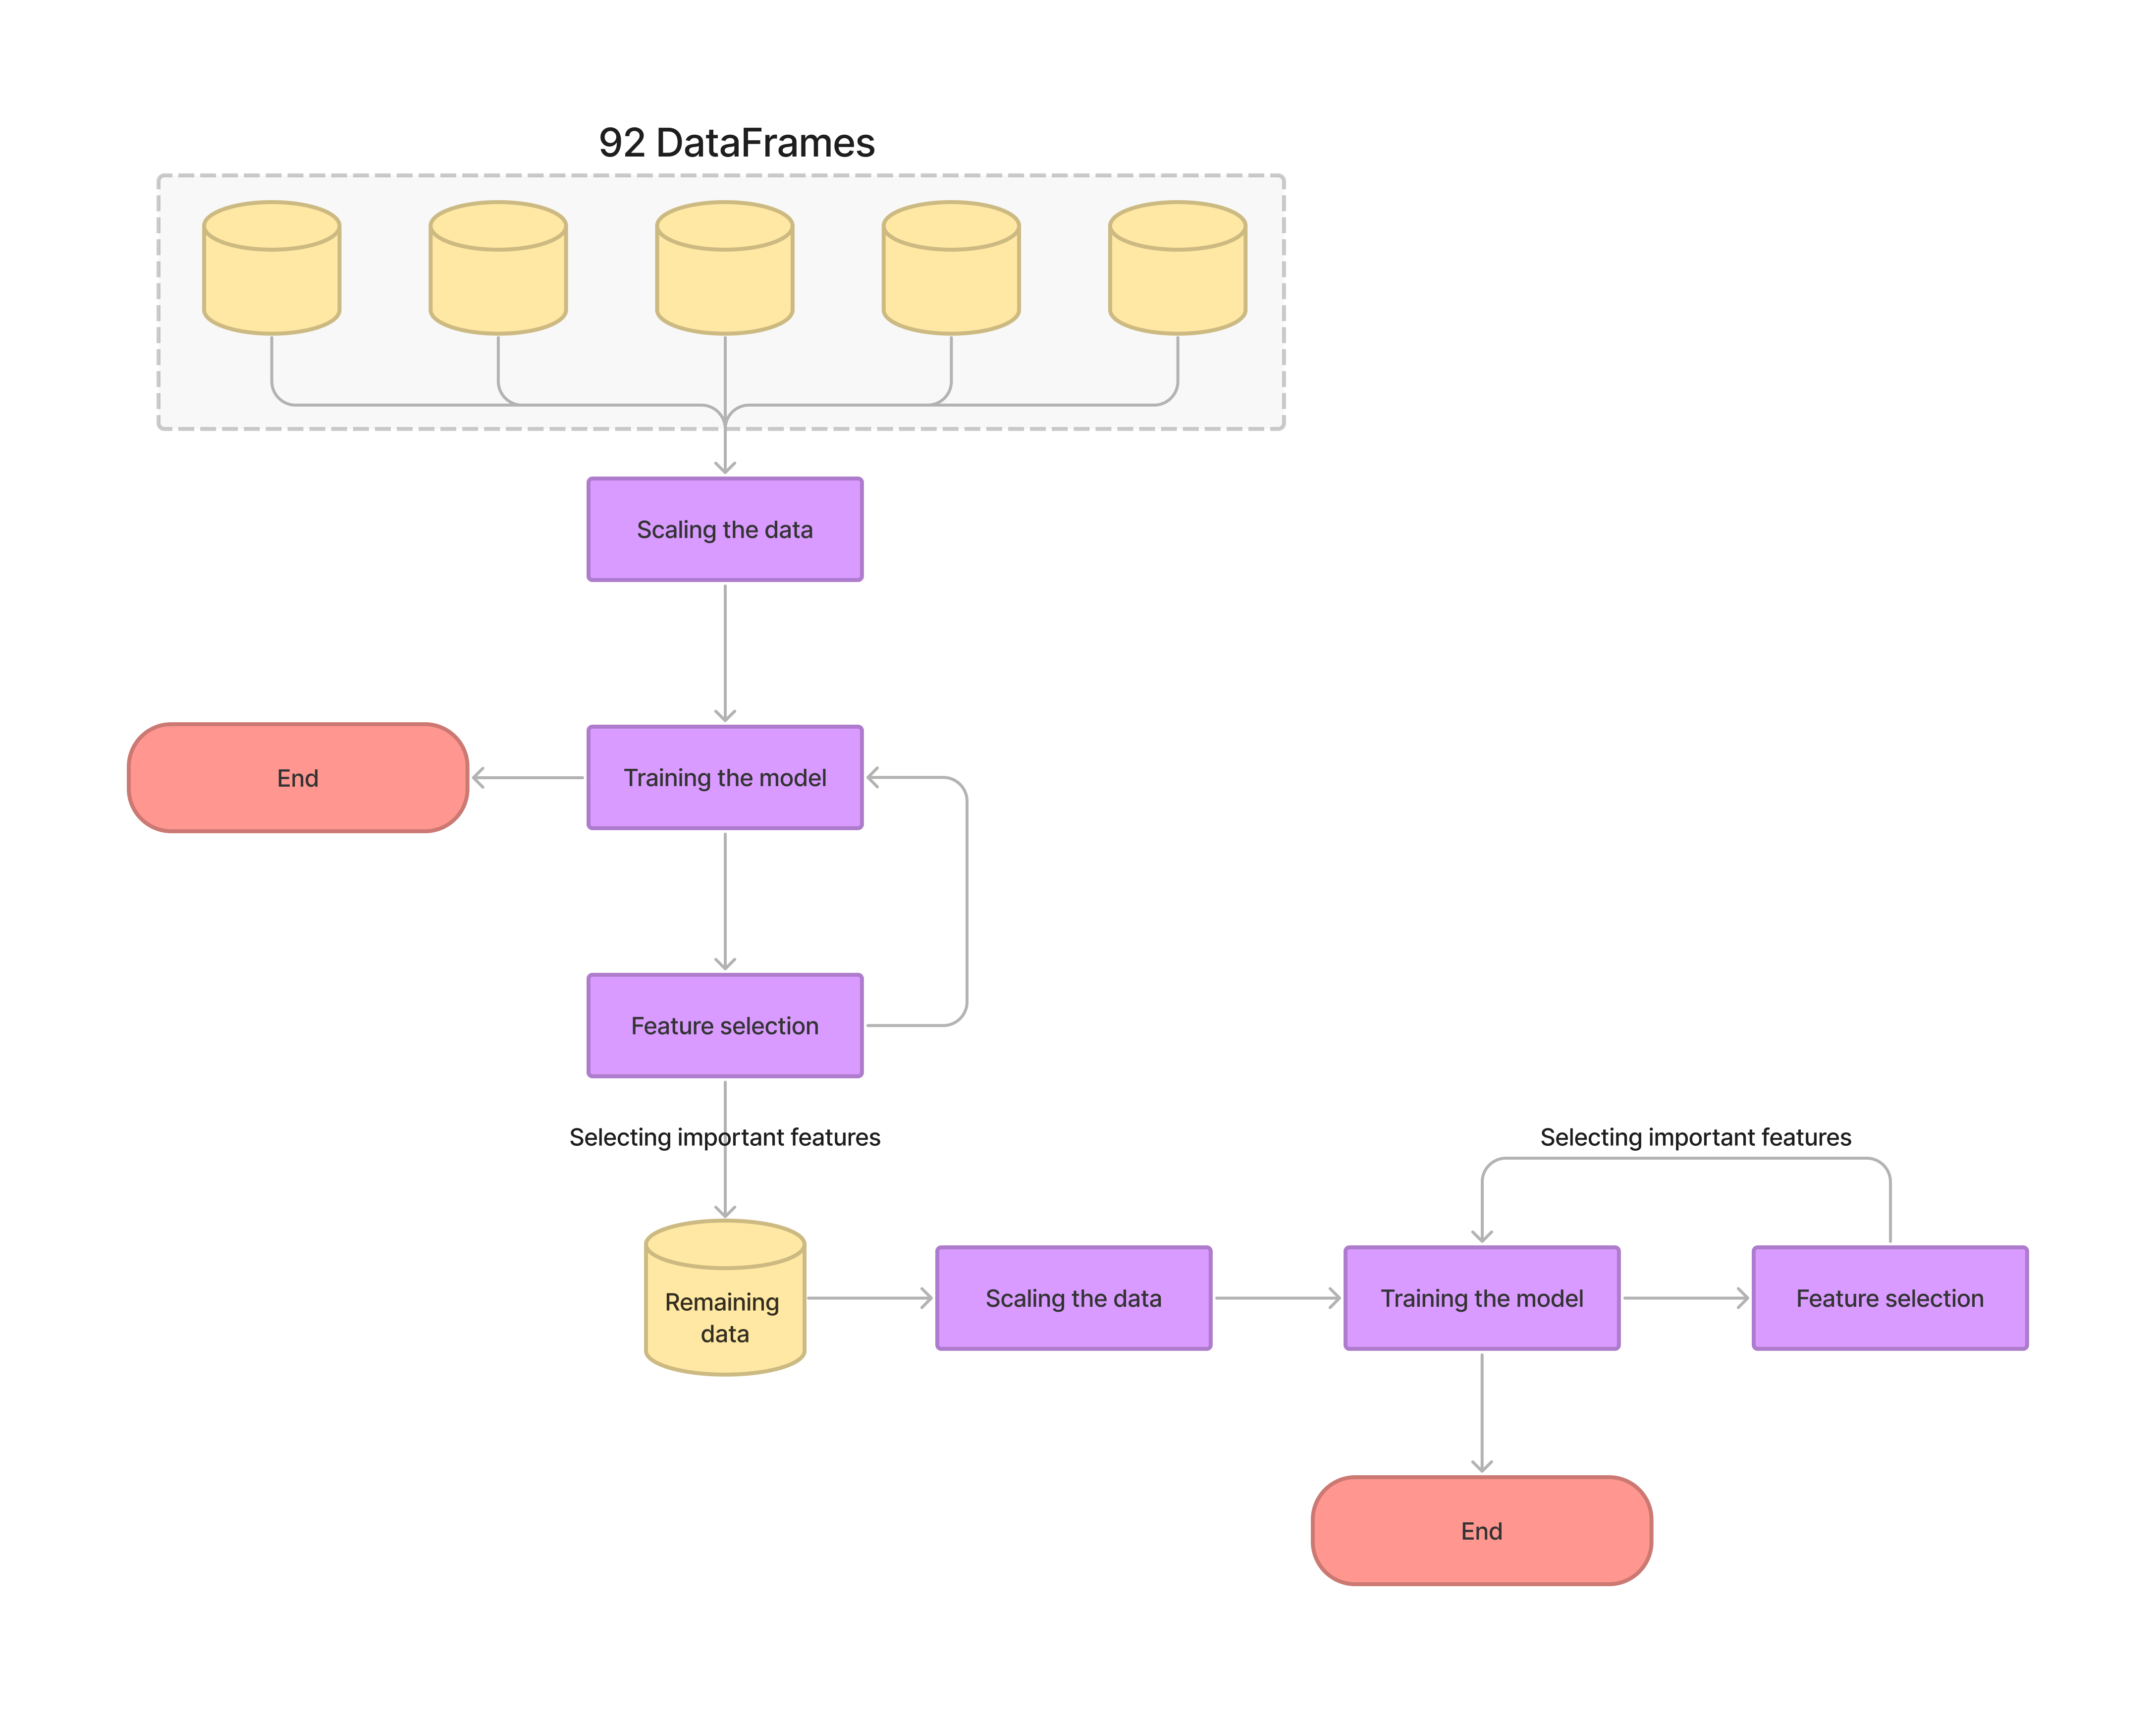 92 DataFrames
Scaling the data
End
Training the model
Feature selection
Selecting important features
Selecting important features
Remaining
data
Scaling the data
Training the model
Feature selection
End